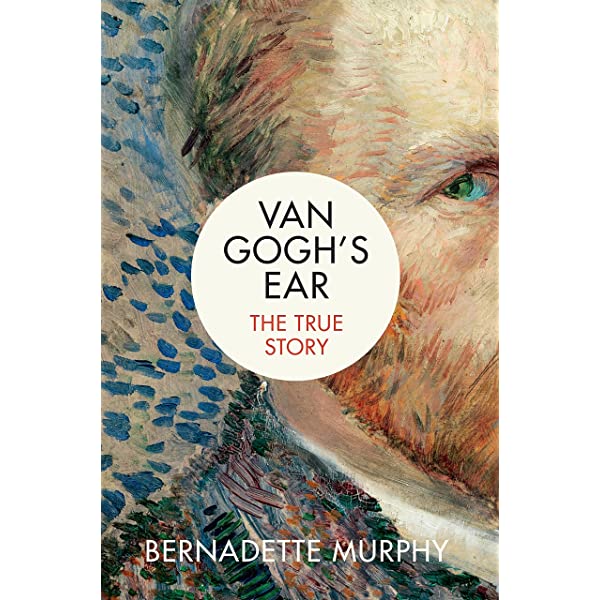 VAN
GOGH'S
EAR
THE TRUE
STORY
BERNADETTE MURPHY